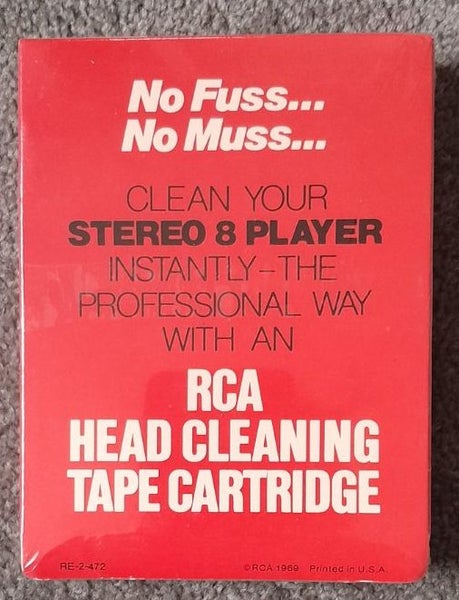 No Fuss...
No Muss...
CLEAN YOUR
STEREO 8 PLAYER
INSTANTLY–THE
PROFESSIONAL WAY
WITH AN
RCA
HEAD CLEANING
TAPE CARTRIDGE
RE-2-472 ©RCA 1969 Printed in U.S.A.